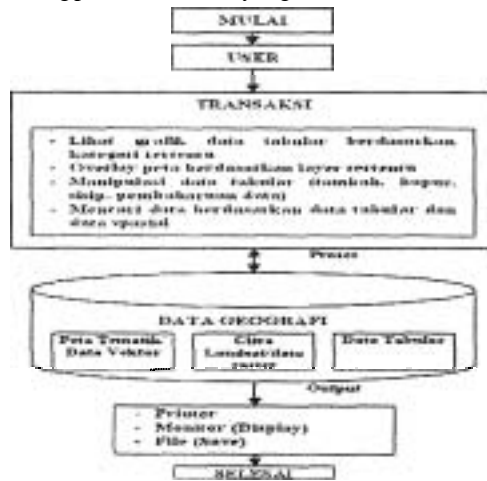 MULAI
USER
TRANSAKSI
- Lihat grafik data tabular berdasarkan
kategori tertentu
- Overlay peta berdasarkan layer tertentu
- Manipulasi data tabular (tambah, hapus,
skip, pembaharuan data)
- Mencari data berdasarkan data tabular dan
data spasial
Proses
DATA GEOGRAFI
Peta Tematik
Data Vektor
Citra
Landsat/data
raster
Data Tabular
Output
- Printer
- Monitor (Display)
- File (Save)
SELESAI